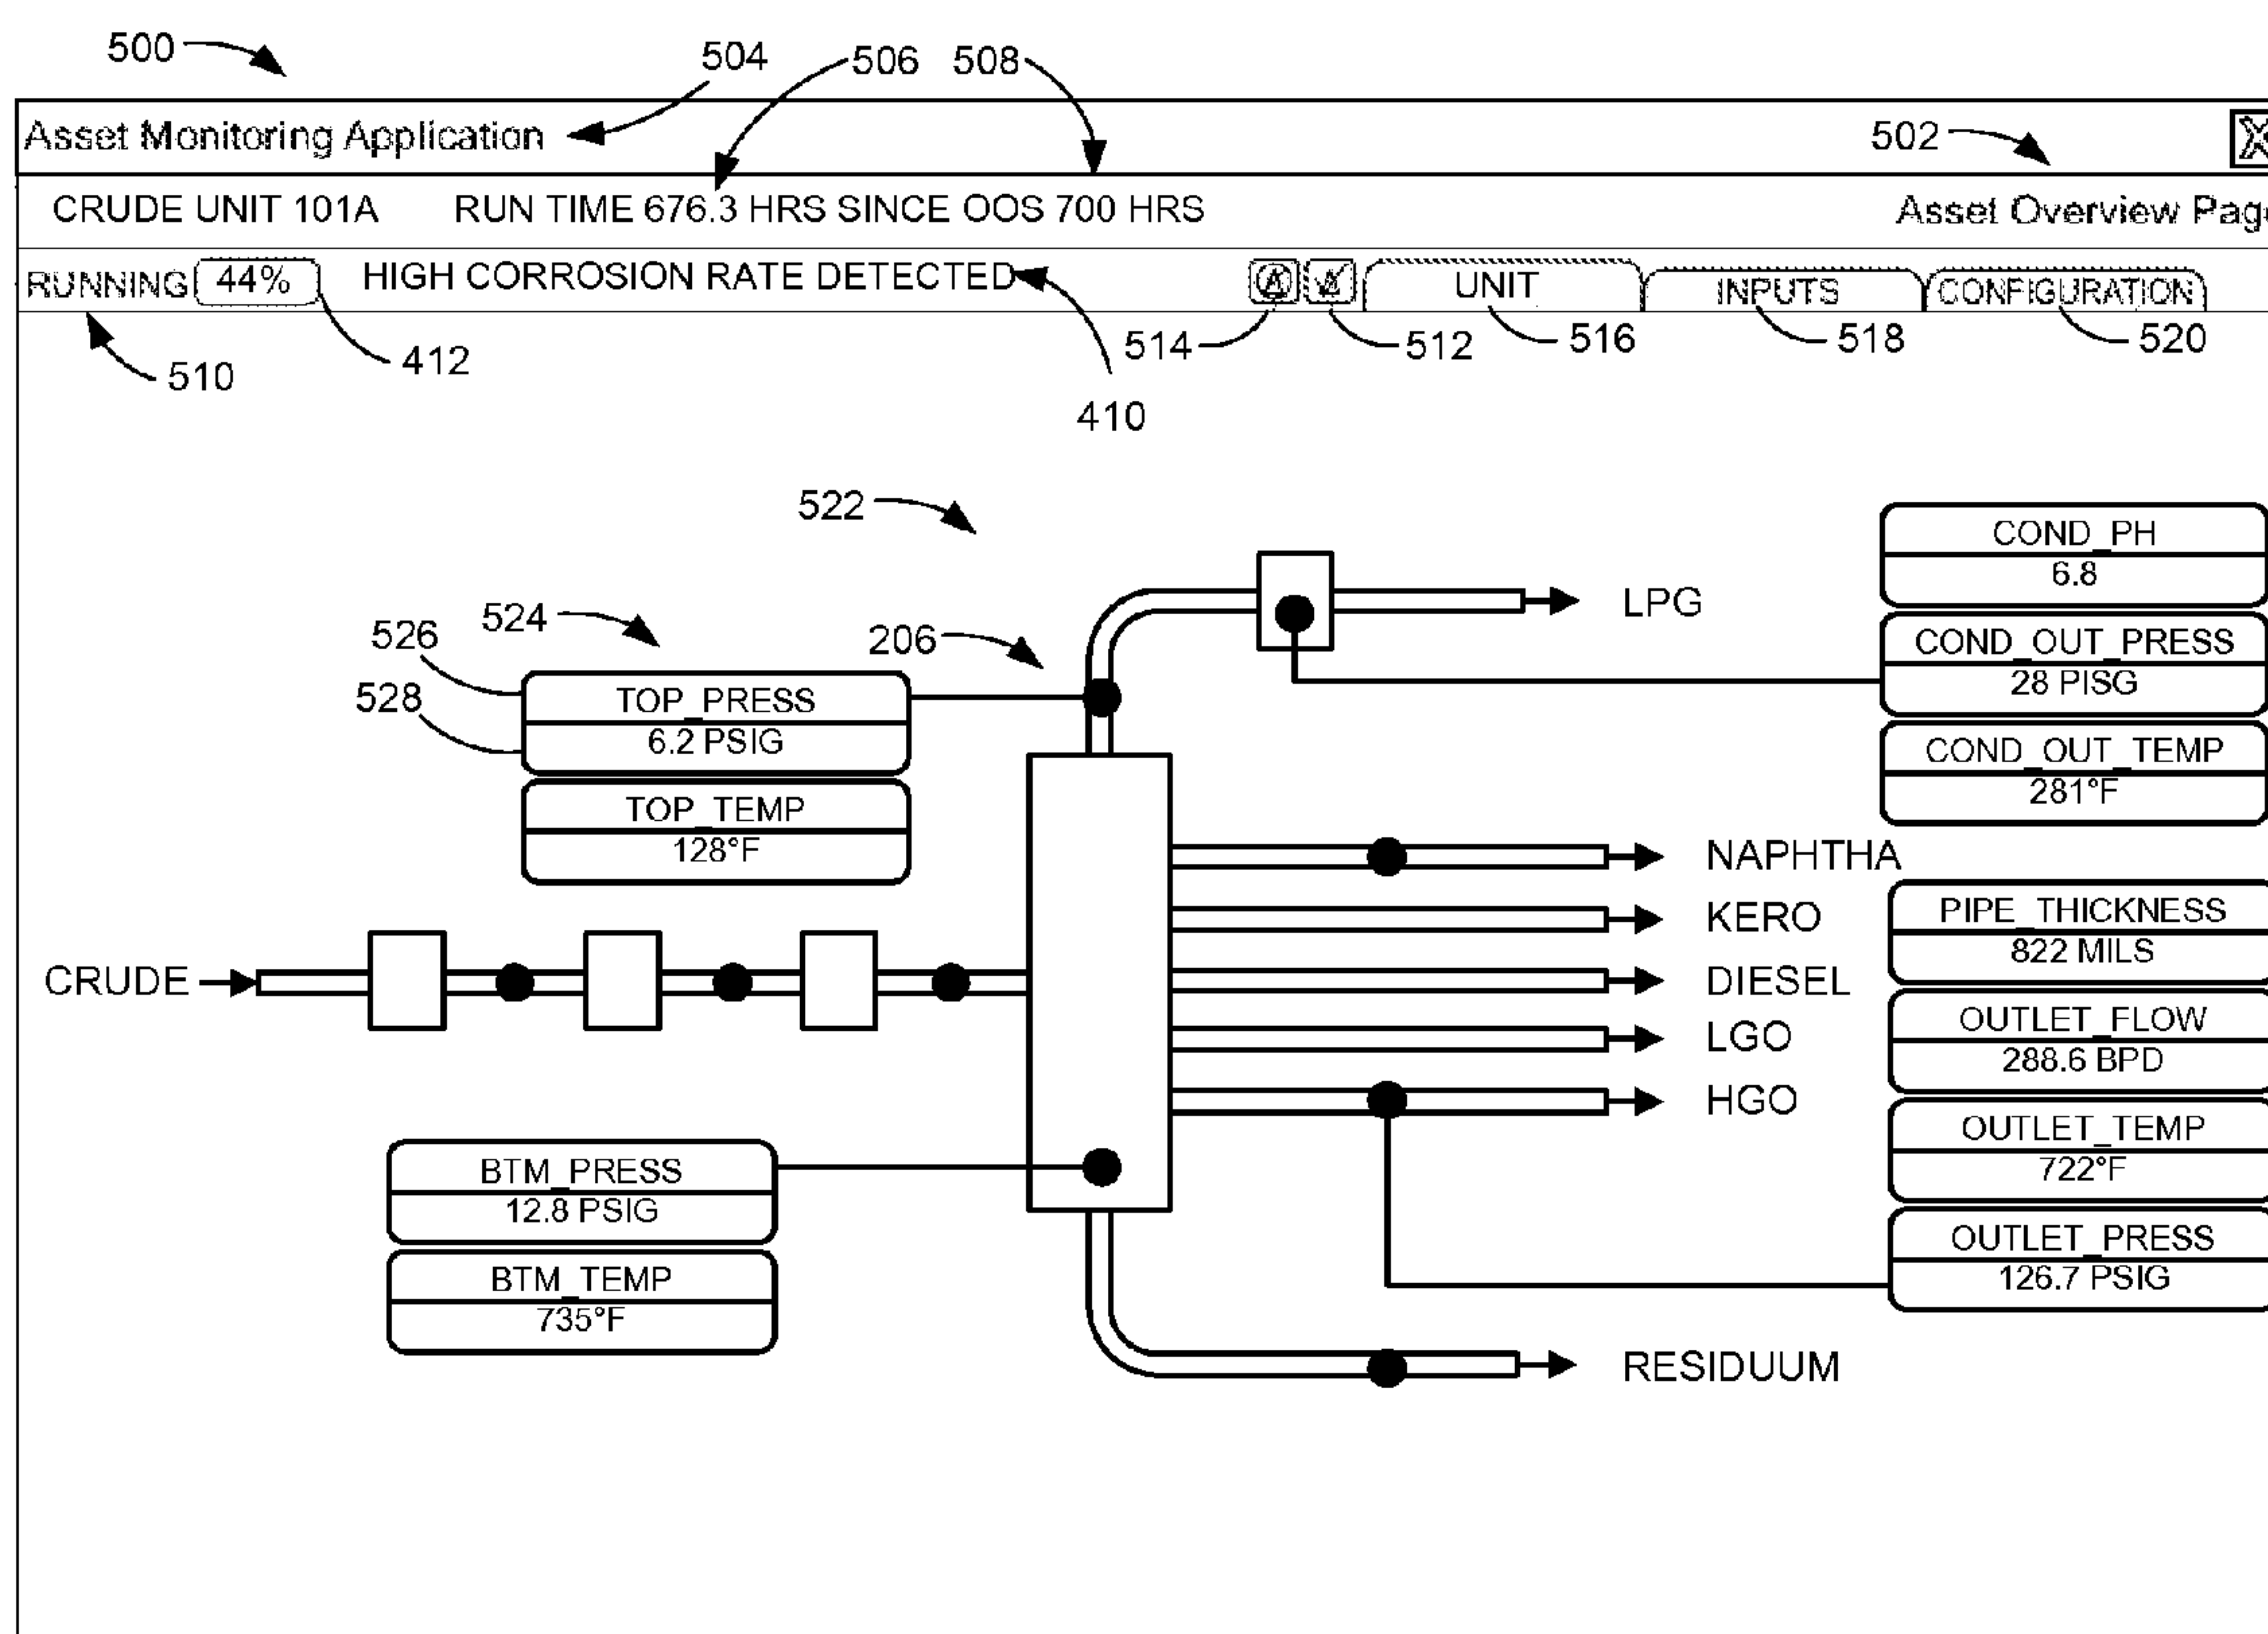 500
504
506
508
Asset Monitoring Application
502
X
CRUDE UNIT 101A
RUN TIME 676.3 HRS SINCE OOS 700 HRS
Asset Overview
RUNNING
44%
HIGH CORROSION RATE DETECTED
A
UNIT
INPUTS
CONFIGURATION
510
412
514
512
516
518
520
410
522
524
526
528
206
LPG
COND_PH
6.8
COND_OUT_PRESS
28 PISG
COND_OUT_TEMP
281°F
TOP_PRESS
6.2 PSIG
TOP_TEMP
128°F
NAPHTHA
KERO
DIESEL
LGO
HGO
CRUDE
PIPE_THICKNESS
822 MILS
OUTLET_FLOW
288.6 BPD
OUTLET_TEMP
722°F
OUTLET_PRESS
126.7 PSIG
BTM_PRESS
12.8 PSIG
BTM_TEMP
735°F
RESIDUUM